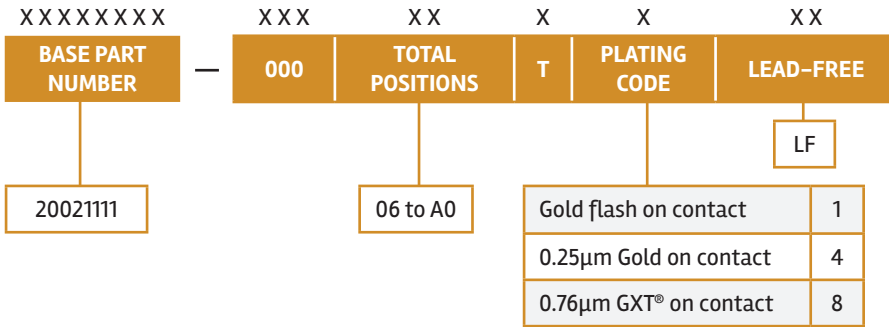 XXXXXXXX XXX XX X X XX
BASE PART NUMBER — 000 TOTAL POSITIONS T PLATING CODE LEAD-FREE
LF
20021111 06 to A0 Gold flash on contact 1
0.25μm Gold on contact 4
0.76μm GXT® on contact 8